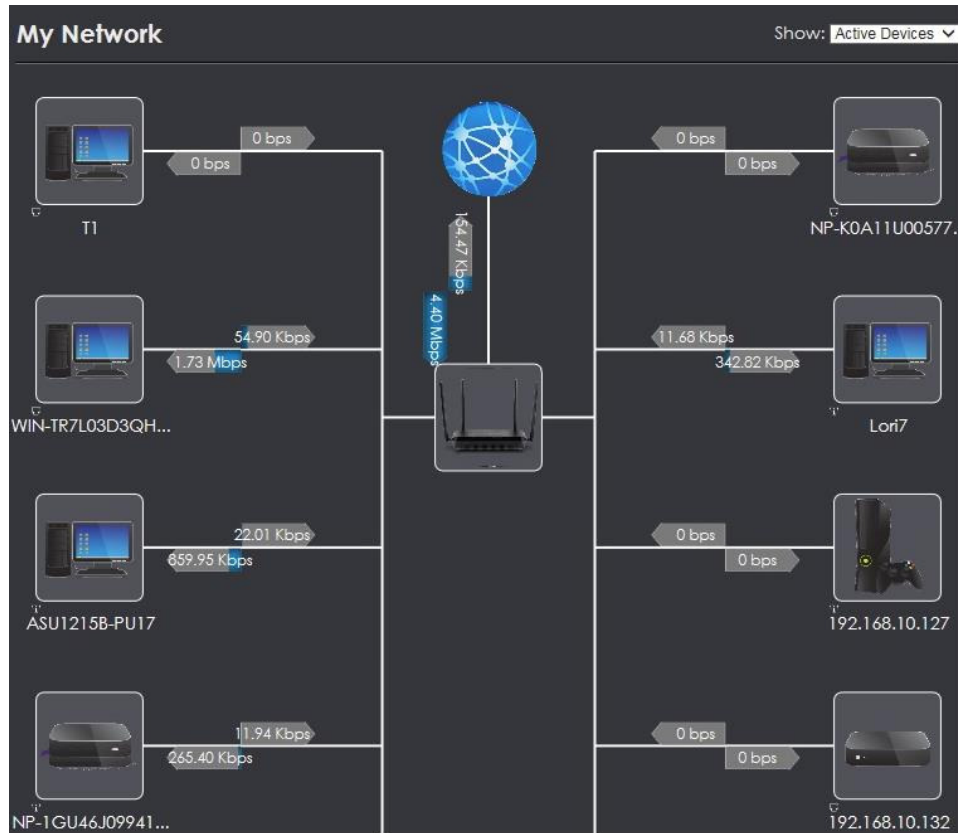 My Network
Show: Active Devices
0 bps
0 bps
T1
154.47 Kbps
4.40 Mbps
0 bps
0 bps
NP-K0A11U00577.
54.90 Kbps
1.73 Mbps
WIN-TR7L03D3QH...
11.68 Kbps
342.82 Kbps
Lori7
22.01 Kbps
859.95 Kbps
ASU1215B-PU17
0 bps
0 bps
192.168.10.127
11.94 Kbps
265.40 Kbps
NP-1GU46J09941...
0 bps
0 bps
192.168.10.132